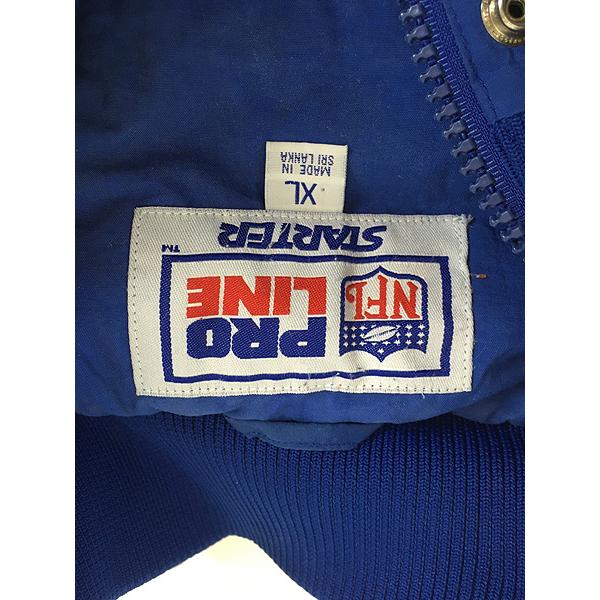 PRO
LINE
NFL
STARTER
TM
XL
MADE IN
SRI LANKA